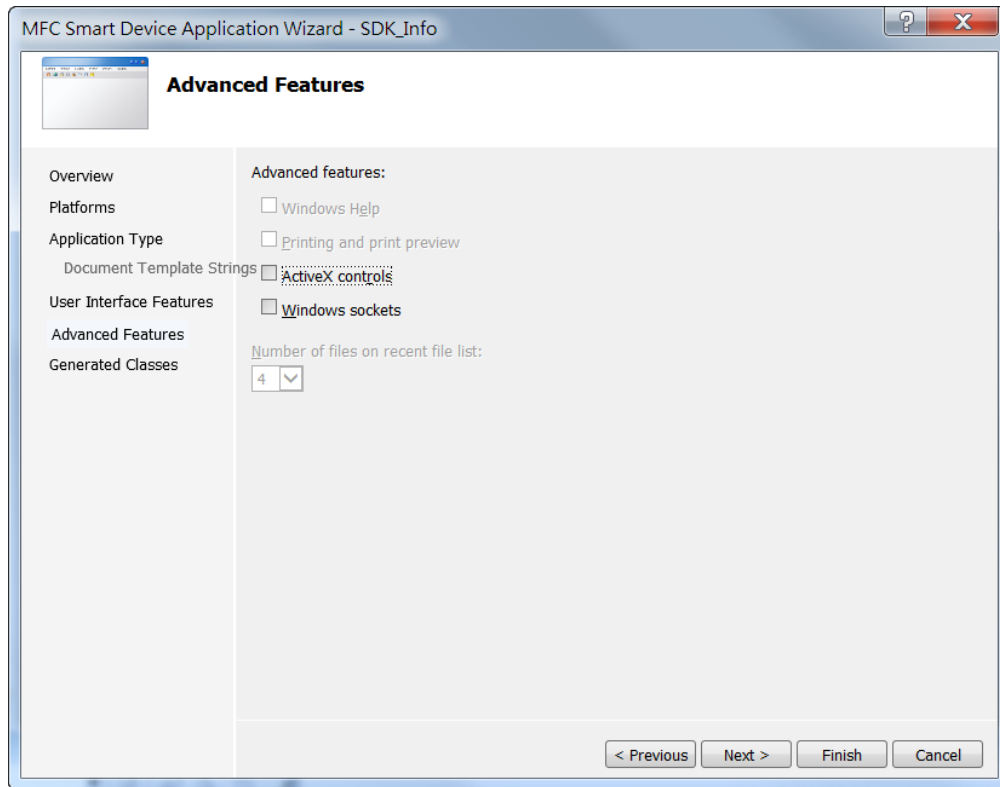 MFC Smart Device Application Wizard - SDK_Info
Advanced Features
Overview
Platforms
Application Type
Document Template Strings
User Interface Features
Advanced Features
Generated Classes
Advanced features:
Windows Help
Printing and print preview
ActiveX controls
Windows sockets
Number of files on recent file list:
4
< Previous
Next >
Finish
Cancel